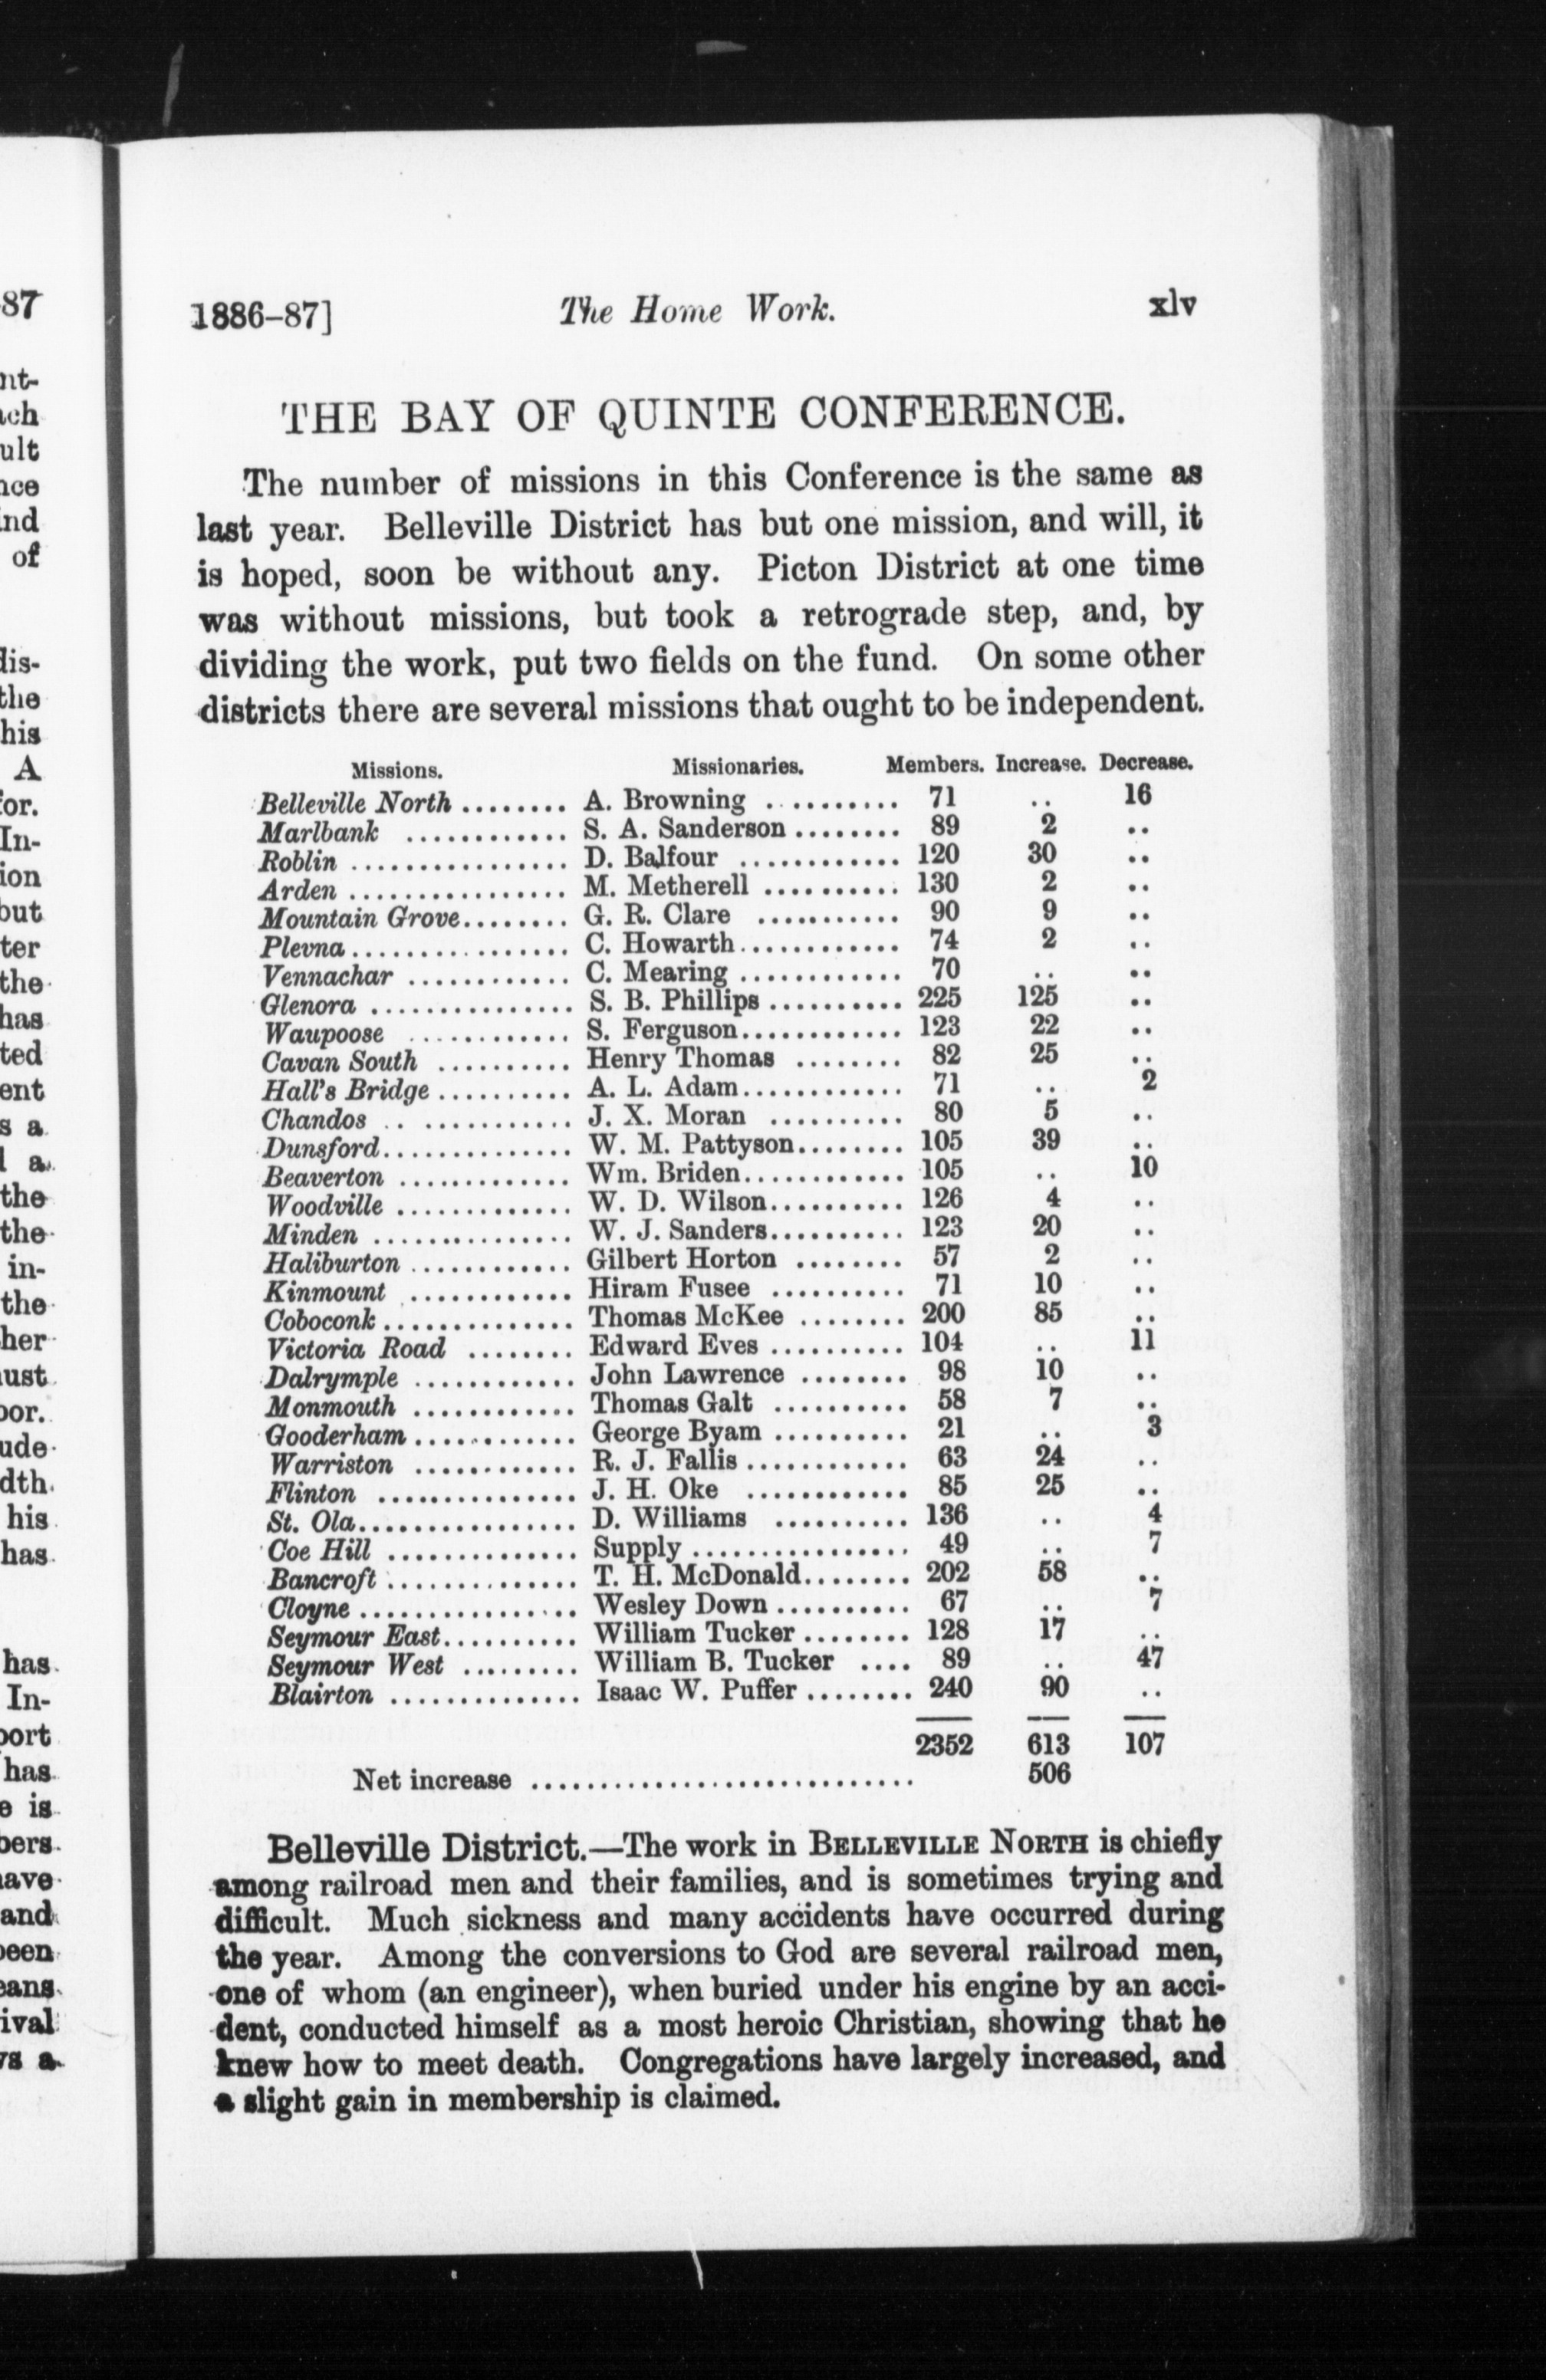 1886–87] The Home Work. xlv
THE BAY OF QUINTE CONFERENCE.
The number of missions in this Conference is the same as
last year. Belleville District has but one mission, and will, it
is hoped, soon be without any. Picton District at one time
was without missions, but took a retrograde step, and, by
dividing the work, put two fields on the fund. On some other
districts there are several missions that ought to be independent.
Missions. Missionaries. Members. Increase. Decrease.
Belleville North ........ A. Browning .......... 71 .. 16
Marlbank ............ S. A. Sanderson ........ 89 2 ..
Roblin ................ D. Balfour ............ 120 30 ..
Arden ................ M. Metherell .......... 130 2 ..
Mountain Grove........ G. R. Clare ........... 90 9 ..
Plevna................ C. Howarth............ 74 2 ..
Vennachar ............ C. Mearing ............ 70 .. ..
Glenora ............... S. B. Phillips .......... 225 125 ..
Waupoose ............ S. Ferguson............ 123 22 ..
Cavan South .......... Henry Thomas ........ 82 25 ..
Hall's Bridge .......... A. L. Adam............ 71 .. 2
Chandos .. ........... J. X. Moran .......... 80 5 ..
Dunsford.............. W. M. Pattyson........ 105 39 ..
Beaverton ............. Wm. Briden............ 105 .. 10
Woodville ............. W. D. Wilson.......... 126 4 ..
Minden ............... W. J. Sanders.......... 123 20 ..
Haliburton ............ Gilbert Horton ........ 57 2 ..
Kinmount ............ Hiram Fusee .......... 71 10 ..
Coboconk .............. Thomas McKee ........ 200 85 ..
Victoria Road ........ Edward Eves .......... 104 .. 11
Dalrymple ............ John Lawrence ........ 98 10 ..
Monmouth ............ Thomas Galt .......... 58 7 ..
Gooderham ............ George Byam .......... 21 .. 3
Warriston ............ R. J. Fallis ............ 63 24 ..
Flinton ............... J. H. Oke ............ 85 25 ..
St. Ola................. D. Williams .......... 136 .. 4
Coe Hill .............. Supply ................ 49 .. 7
Bancroft .............. T. H. McDonald........ 202 58 ..
Cloyne ................ Wesley Down .......... 67 .. 7
Seymour East.......... William Tucker ........ 128 17 ..
Seymour West ......... William B. Tucker .... 89 .. 47
Blairton .............. Isaac W. Puffer ........ 240 90 ..
2352 613 107
Net increase ............................ 506
Belleville District.—The work in BELLEVILLE NORTH is chiefly
among railroad men and their families, and is sometimes trying and
difficult. Much sickness and many accidents have occurred during
the year. Among the conversions to God are several railroad men,
one of whom (an engineer), when buried under his engine by an acci-
dent, conducted himself as a most heroic Christian, showing that he
knew how to meet death. Congregations have largely increased, and
a slight gain in membership is claimed.